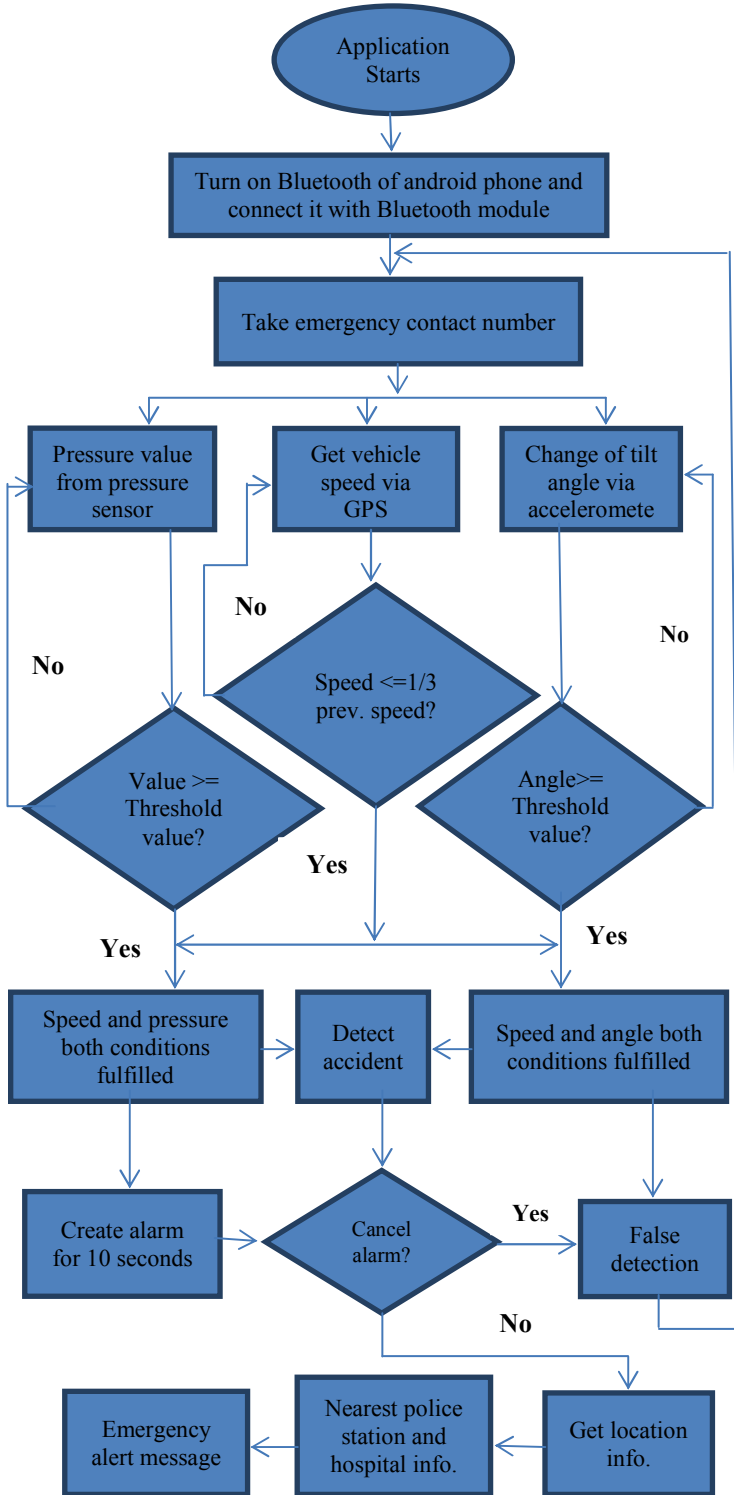 Application
Starts
Turn on Bluetooth of android phone and
connect it with Bluetooth module
Take emergency contact number
Pressure value
from pressure
sensor
Get vehicle
speed via
GPS
Change of tilt
angle via
acceleromete
No
No
No
Speed <=1/3
prev. speed?
Value >=
Threshold
value?
Angle>=
Threshold
value?
Yes
Yes
Yes
Speed and pressure
both conditions
fulfilled
Detect
accident
Speed and angle both
conditions fulfilled
Create alarm
for 10 seconds
Cancel
alarm?
Yes
False
detection
No
Emergency
alert message
Nearest police
station and
hospital info.
Get location
info.